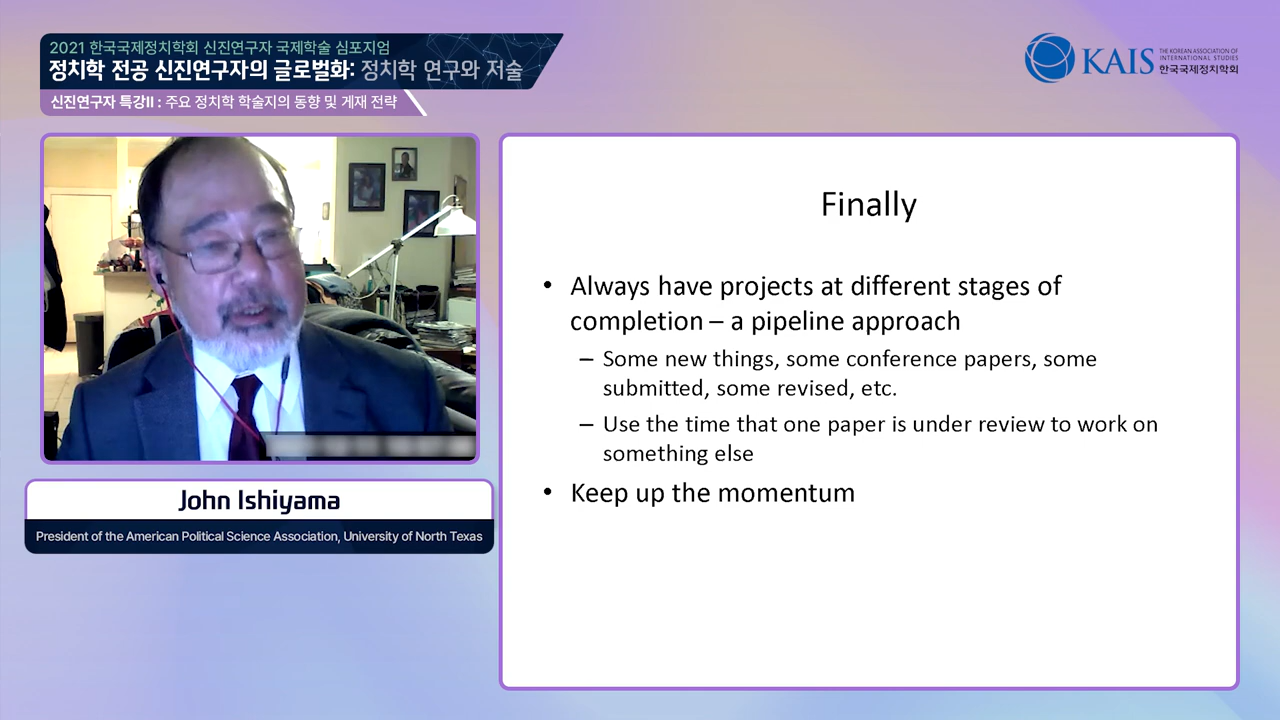 2021 한국국제정치학회 신진연구자 국제학술 심포지엄
정치학 전공 신진연구자의 글로벌화: 정치학 연구와 저술
신진연구자 특강II : 주요 정치학 학술지의 동향 및 게재 전략
KAIS
THE KOREAN ASSOCIATION OF
INTERNATIONAL STUDIES
한국국제정치학회
John Ishiyama
President of the American Political Science Association, University of North Texas
Finally
• Always have projects at different stages of
completion – a pipeline approach
– Some new things, some conference papers, some
submitted, some revised, etc.
– Use the time that one paper is under review to work on
something else
• Keep up the momentum